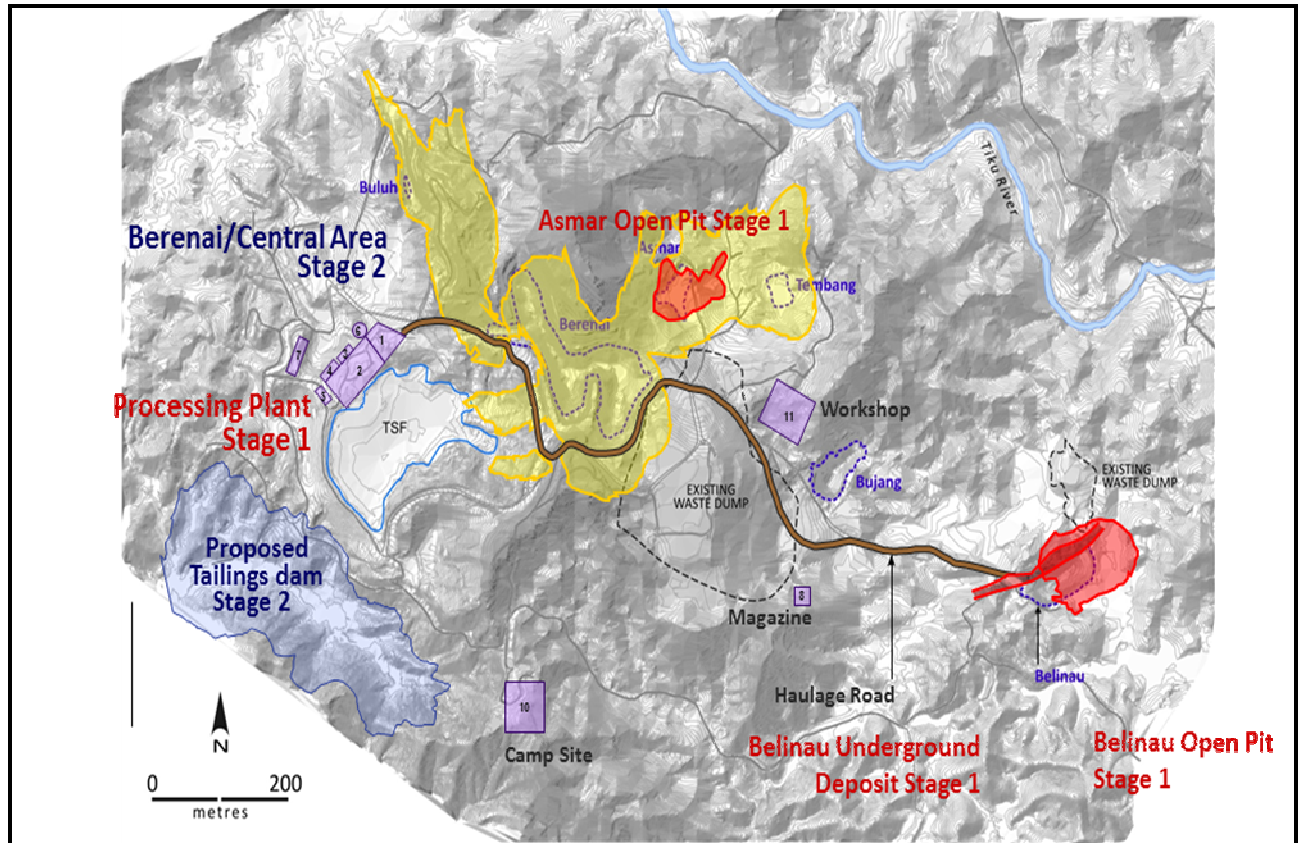 Tiku River
Buluh
Asmar Open Pit Stage 1
Berenai/Central Area
Stage 2
Asmar
Tembang
Berenai
6
1
7
2
5
11
Workshop
Processing Plant
Stage 1
TSF
EXISTING
WASTE DUMP
Bujang
EXISTING
WASTE DUMP
Proposed
Tailings dam
Stage 2
8
Magazine
Belinau
10
Haulage Road
N
Camp Site
Belinau Underground
Deposit Stage 1
Belinau Open Pit
Stage 1
0 200
metres